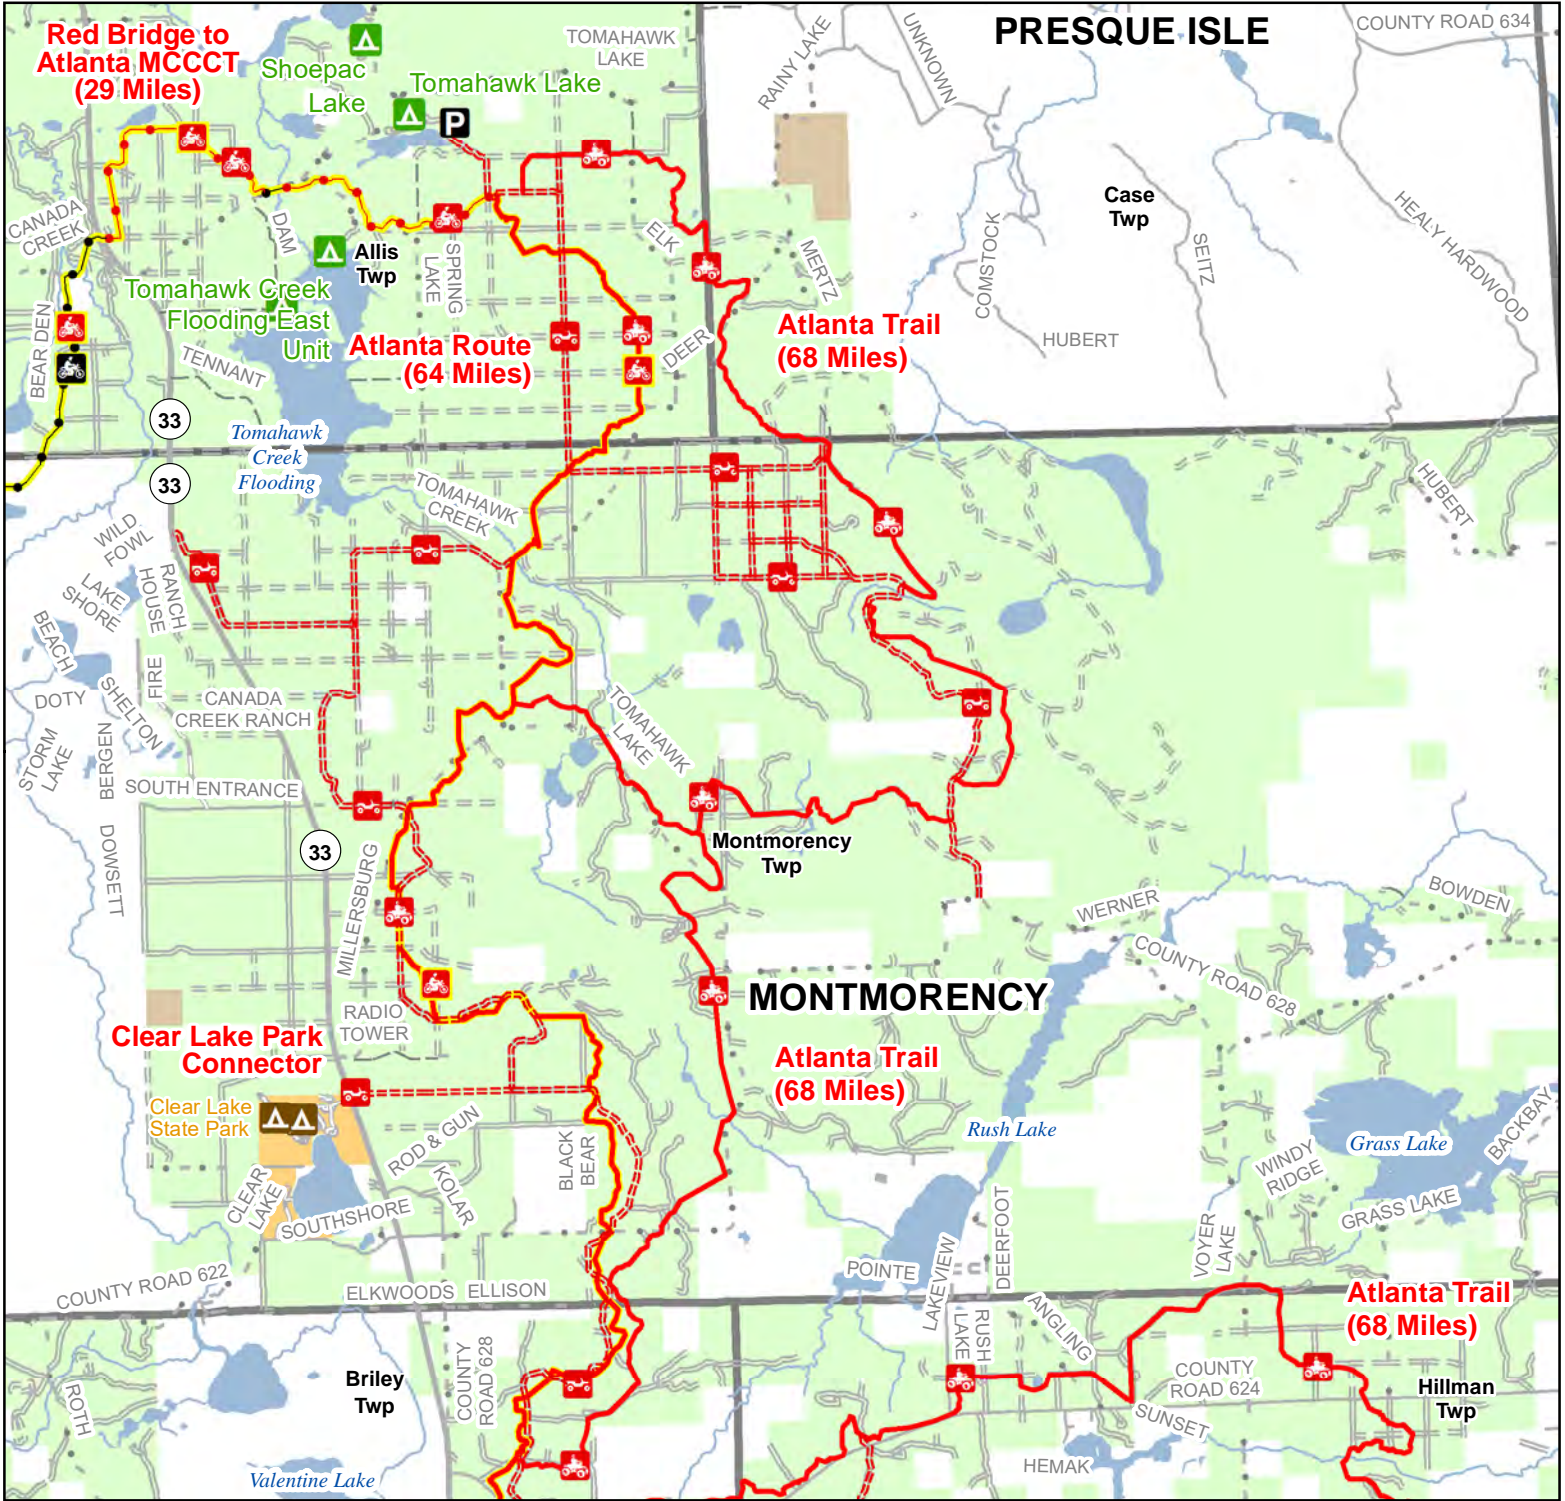 PRESQUE ISLE
COUNTY ROAD 634
Red Bridge to
Atlanta MCCCT
(29 Miles)
Shoepac
Lake
Tomahawk Lake
P
TOMAHAWK
LAKE
RAINY LAKE
UNKNOWN
CANADA
CREEK
DAM
Allis
Twp
SPRING
LAKE
ELK
MERTZ
Case
Twp
COMSTOCK
SEITZ
HEALY HARDWOOD
HUBERT
Tomahawk Creek
Flooding East
Unit
BEAR DEN
TENNANT
Atlanta Route
(64 Miles)
DEER
Atlanta Trail
(68 Miles)
33
33
Tomahawk
Creek
Flooding
TOMAHAWK
CREEK
HUBERT
WILD
FOWL
LAKE
SHORE
RANCH
HOUSE
BEACH
FIRE
DOTY
SHELTON
CANADA
CREEK RANCH
STORM
LAKE
BERGEN
SOUTH ENTRANCE
TOMAHAWK
LAKE
DOWSETT
33
MILLERSBURG
Montmorency
Twp
WERNER
BOWDEN
COUNTY ROAD 628
RADIO
TOWER
MONTMORENCY
Clear Lake Park
Connector
Atlanta Trail
(68 Miles)
Clear Lake
State Park
ROD & GUN
BLACK
BEAR
KOLAR
CLEAR
LAKE
SOUTHSHORE
Rush Lake
Grass Lake
BACKBAY
WINDY
RIDGE
GRASS LAKE
VOYER
LAKE
DEERFOOT
POINTE
LAKEVIEW
COUNTY ROAD 622
ELKWOODS
ELLISON
Atlanta Trail
(68 Miles)
RUSH
LAKE
ANGLING
COUNTY
ROAD 628
Briley
Twp
ROTH
COUNTY
ROAD 624
SUNSET
Hillman
Twp
HEMAK
Valentine Lake